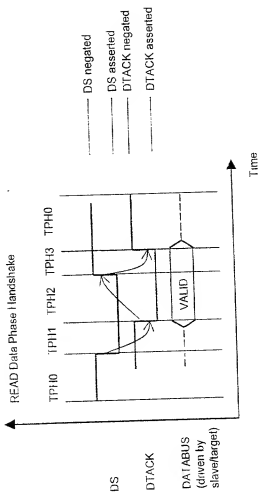 READ Data Phase Handshake
TPH0 TPH1 TPH2 TPH3 TPH0
DS
DTACK
DATABUS
(driven by
slave/target)
VALID
DS negated
DS asserted
DTACK negated
DTACK asserted
Time